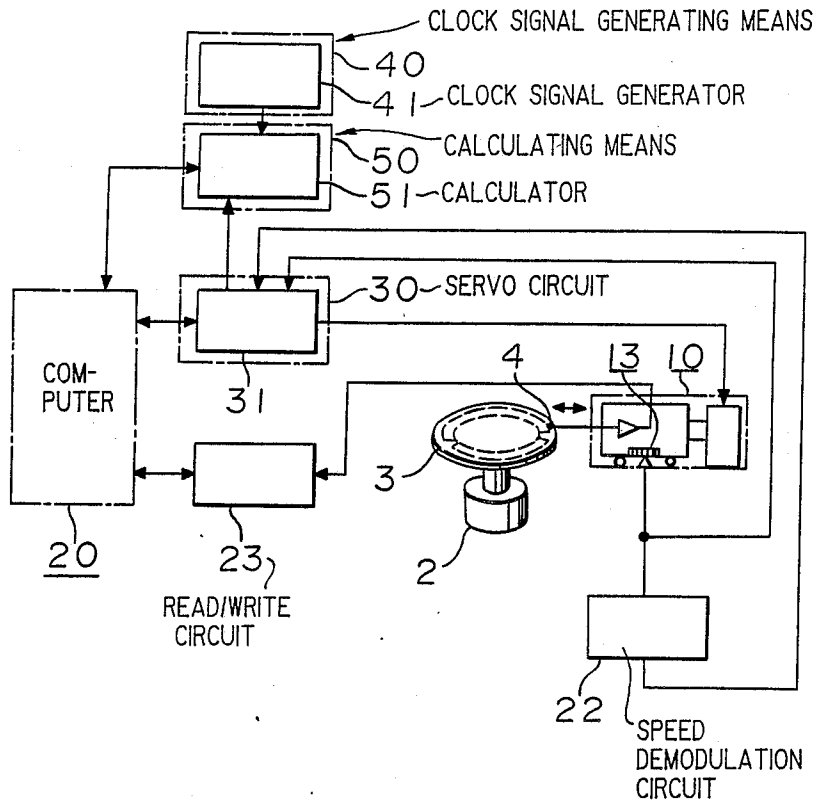 CLOCK SIGNAL GENERATING MEANS
40
41 CLOCK SIGNAL GENERATOR
CALCULATING MEANS
50
51 CALCULATOR
30 SERVO CIRCUIT
31
COM-
PUTER
20
23
READ/WRITE
CIRCUIT
4
13
10
3
2
22
SPEED
DEMODULATION
CIRCUIT